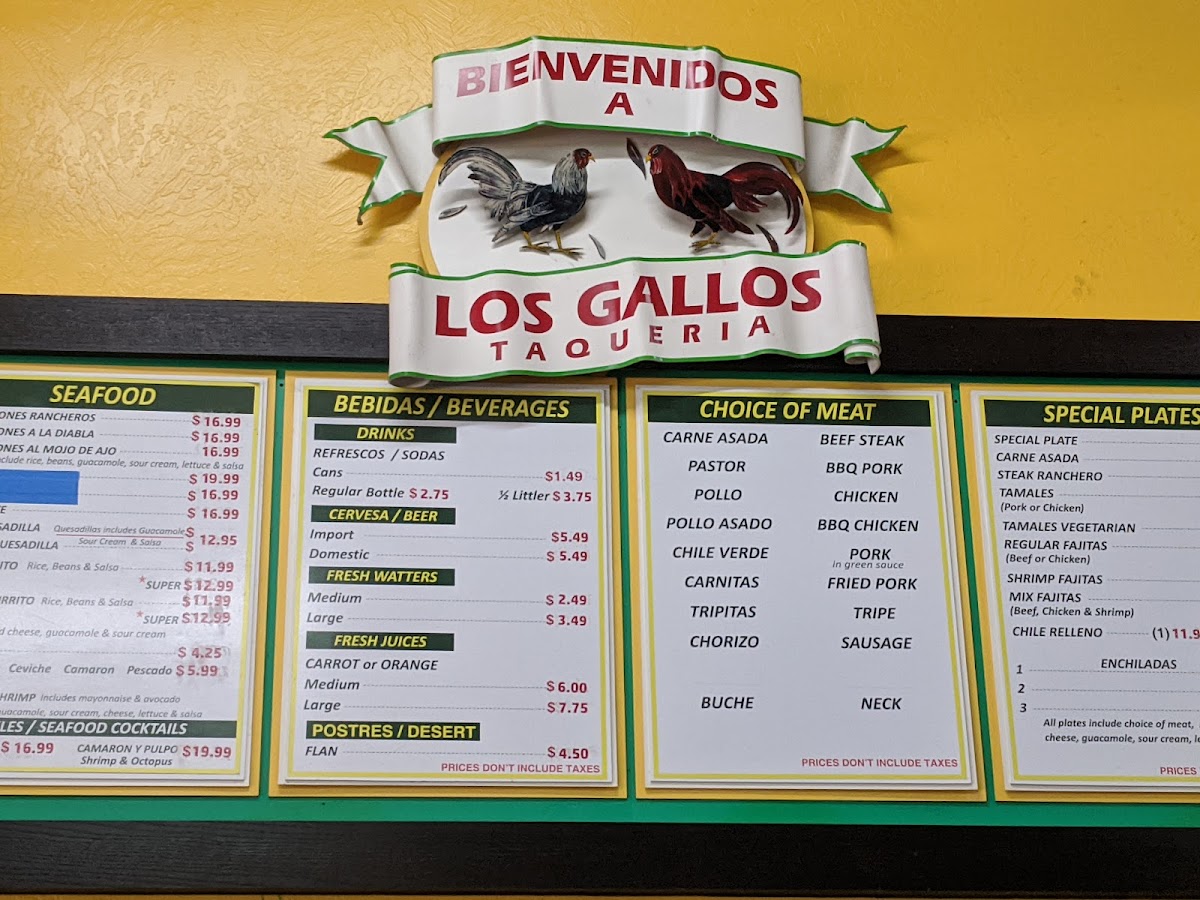 BIENVENIDOS
A
LOS GALLOS
TAQUERIA
SEAFOOD
ONES RANCHEROS $16.99
ONES A LA DIABLA $16.99
ONES AL MOJO DE AJO 16.99
clude rice, beans, guacamole, sour cream, lettuce & salsa
$19.99
$16.99
$16.99
SADILLA Quesadillas includes Guacamole $
UESADILLA Sour Cream & Salsa $ 12.95
ITO Rice, Beans & Salsa $11.99
*SUPER $12.99
RRITO Rice, Beans & Salsa $11.99
*SUPER $12.99
d cheese, guacamole & sour cream
$4.25
Ceviche Camaron Pescado $5.99
HRIMP Includes mayonnaise & avocado
uacamole, sour cream, cheese, lettuce & salsa
LES / SEAFOOD COCKTAILS
$16.99 CAMARON Y PULPO $19.99
Shrimp & Octopus
BEBIDAS / BEVERAGES
DRINKS
REFRESCOS / SODAS
Cans $1.49
Regular Bottle $2.75 ½ Littler $3.75
CERVESA / BEER
Import $5.49
Domestic $5.49
FRESH WATTERS
Medium $2.49
Large $3.49
FRESH JUICES
CARROT or ORANGE
Medium $6.00
Large $7.75
POSTRES / DESERT
FLAN $4.50
PRICES DON'T INCLUDE TAXES
CHOICE OF MEAT
CARNE ASADA BEEF STEAK
PASTOR BBQ PORK
POLLO CHICKEN
POLLO ASADO BBQ CHICKEN
CHILE VERDE PORK
in green sauce
CARNITAS FRIED PORK
TRIPITAS TRIPE
CHORIZO SAUSAGE
BUCHE NECK
PRICES DON'T INCLUDE TAXES
SPECIAL PLATES
SPECIAL PLATE
CARNE ASADA
STEAK RANCHERO
TAMALES
(Pork or Chicken)
TAMALES VEGETARIAN
REGULAR FAJITAS
(Beef or Chicken)
SHRIMP FAJITAS
MIX FAJITAS
(Beef, Chicken & Shrimp)
CHILE RELLENO (1) 11.9
ENCHILADAS
1
2
3
All plates include choice of meat,
cheese, guacamole, sour cream, le
PRICES